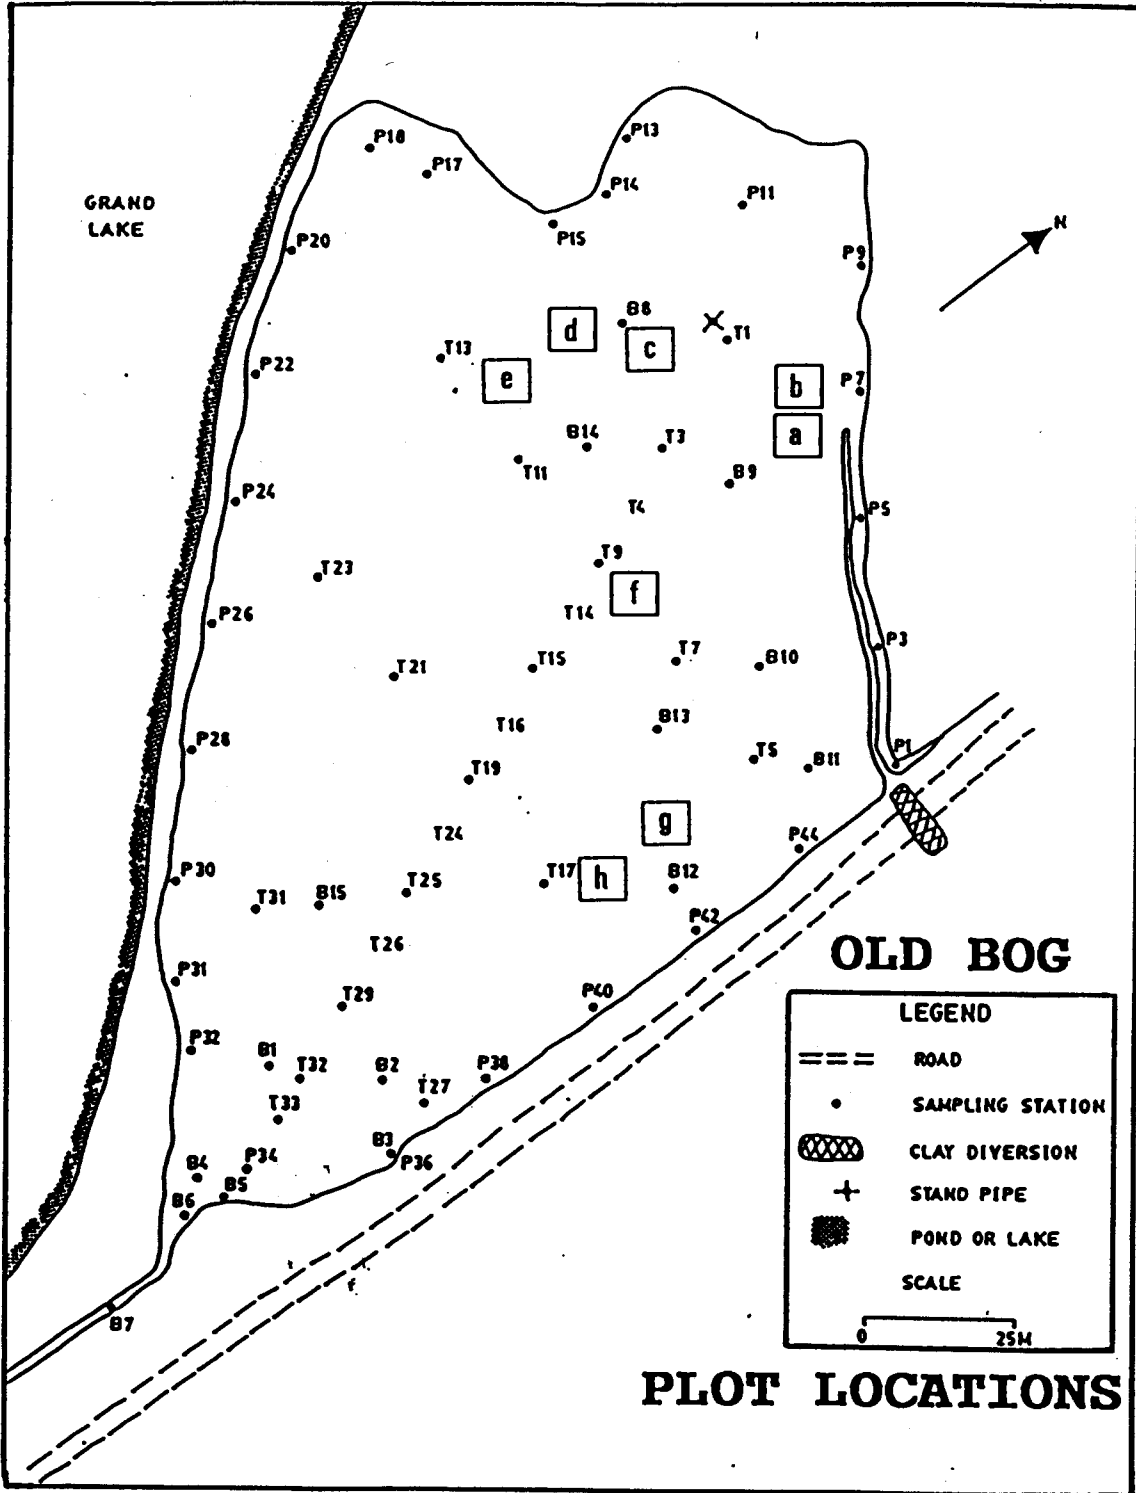 P18
P13
P17
P14
P11
GRAND
LAKE
P15
N
P20
P9
B8
d
c
T1
T13
P22
e
b
P7
a
B14
T3
T11
B9
P24
T4
P5
T9
T23
f
T14
P26
P3
T7
T15
B10
T21
B13
T16
P28
T5
B11
P1
T19
g
T24
P44
P30
T17
h
B12
T25
T31
B15
P42
T26
OLD BOG
P31
T29
P40
LEGEND
P32
B1
T32
B2
P38
ROAD
T27
SAMPLING STATION
T33
B3
P36
CLAY DIVERSION
P34
B4
B5
STAND PIPE
B6
POND OR LAKE
SCALE
B7
0 25M
PLOT LOCATIONS